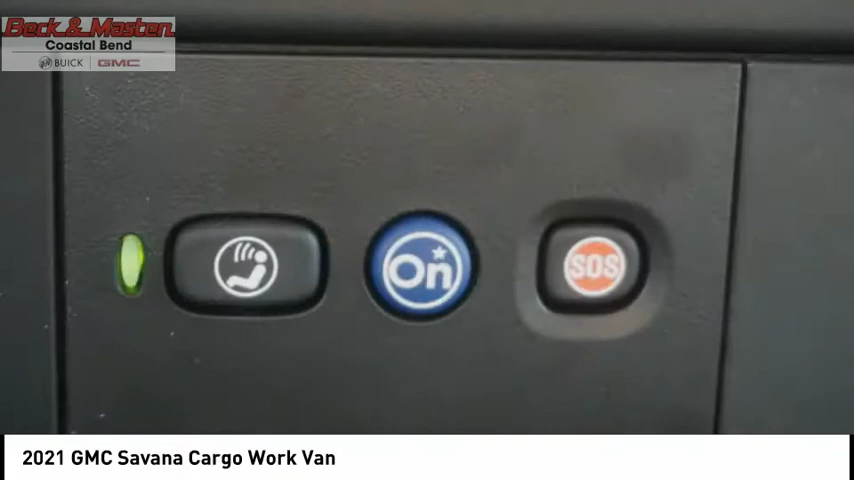 Beck & Masten
Coastal Bend
BUICK | GMC
On
SOS
2021 GMC Savana Cargo Work Van